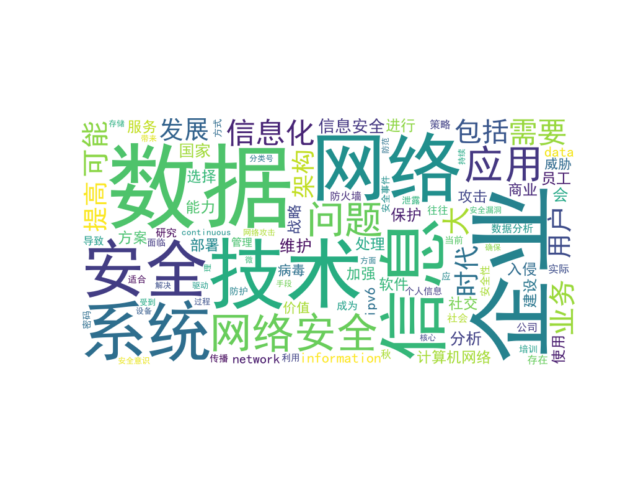 存储
带来
服务
方式
发展
国家
信息化
信息安全
进行
策略
包括
需要
可能
分类号
防范
持续
data
威胁
员工
数据
网络
应用
架构
选择
提高
能力
防火墙
安全事件
泄露
攻击
商业
会
战略
问题
保护
往往
安全漏洞
大
用户
企业
导致
研究
continuous
网络攻击
方案
面临
部署
管理
维护
处理
当前
数据分析
时代
信息
安全
技术
适合
理
微
方面
病毒
加强
软件
ipv6
个人信息
应
社交
社会
安全性
确保
入侵
实际
建设
业务
解决
驱动
手段
价值
成为
密码
受到
过程
设备
防护
系统
网络安全
核心
公司
分析
计算机网络
培训
存在
使用
安全意识
传播
network
利用
information
秋